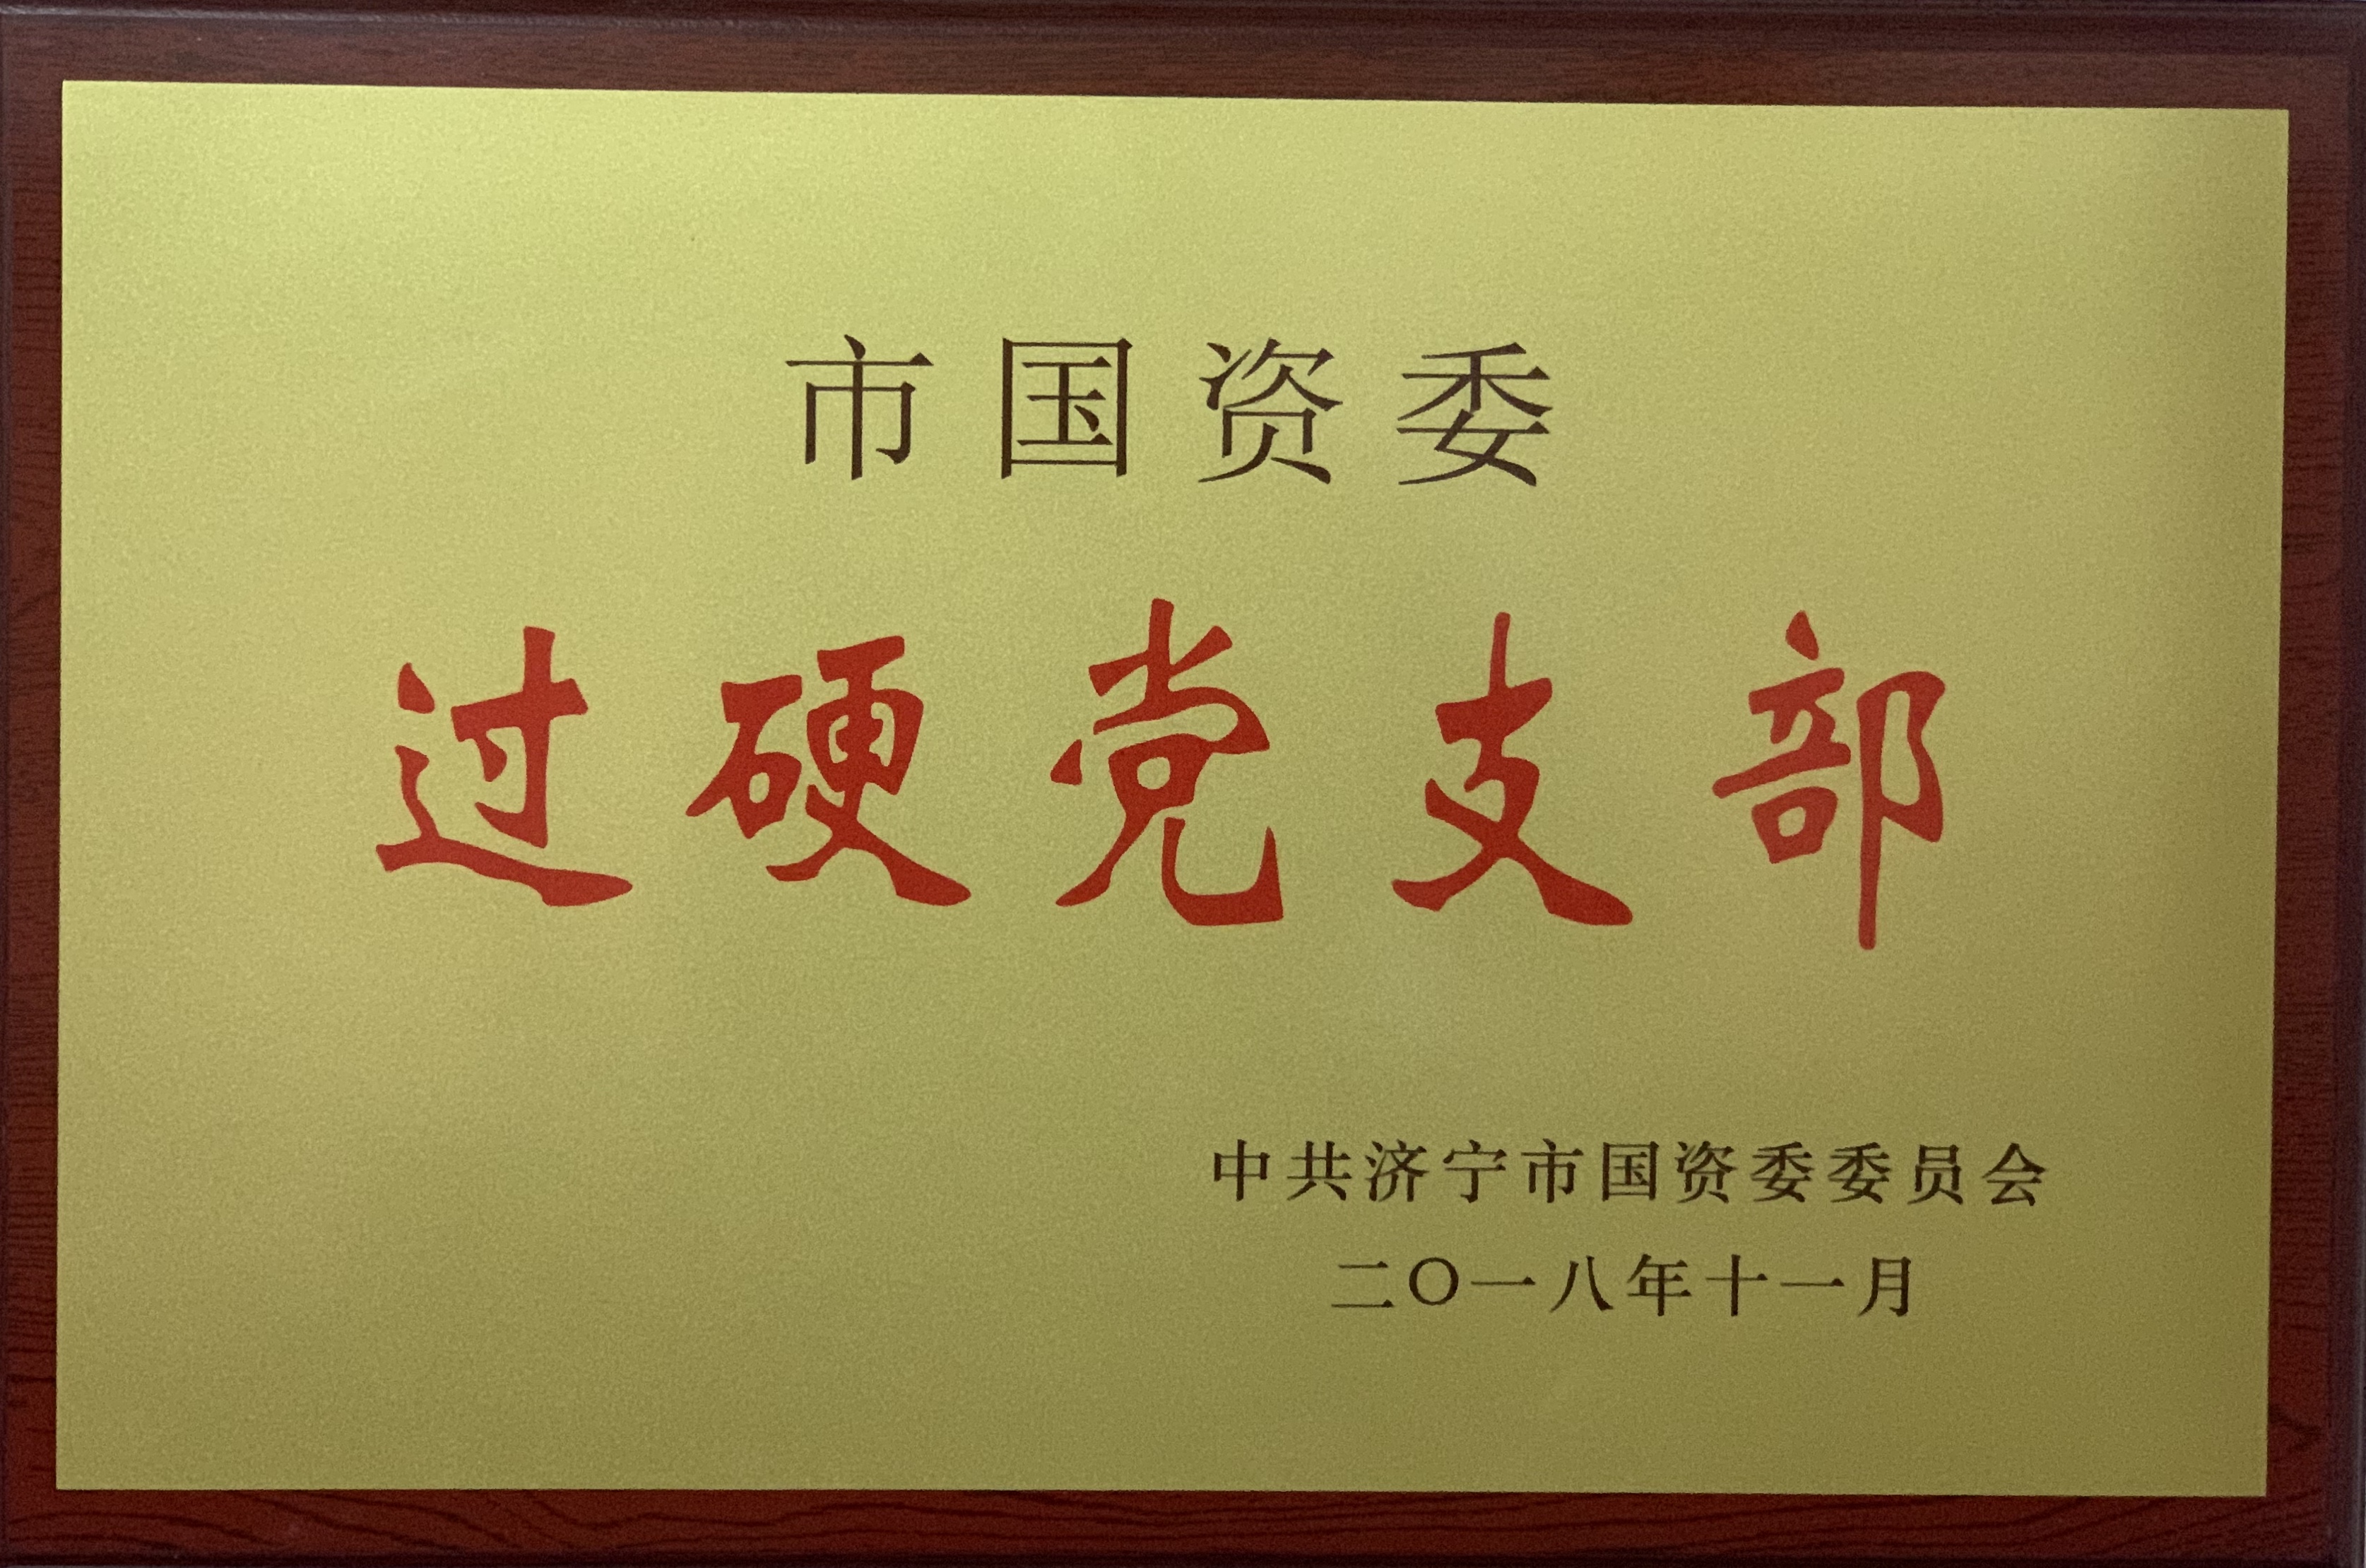 市国资委
过硬党支部
中共济宁市国资委委员会
二〇一八年十一月